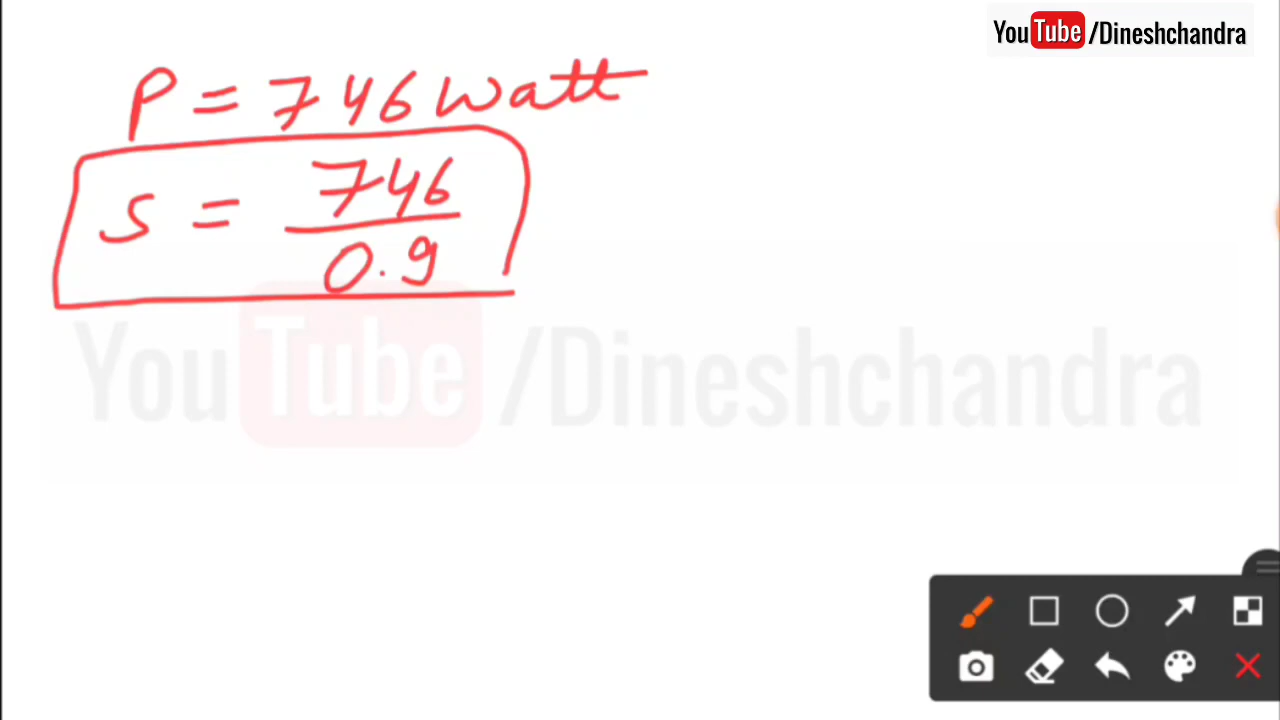 YouTube/Dineshchandra
P = 746 watt
S = 746
0.9
YouTube/Dineshchandra